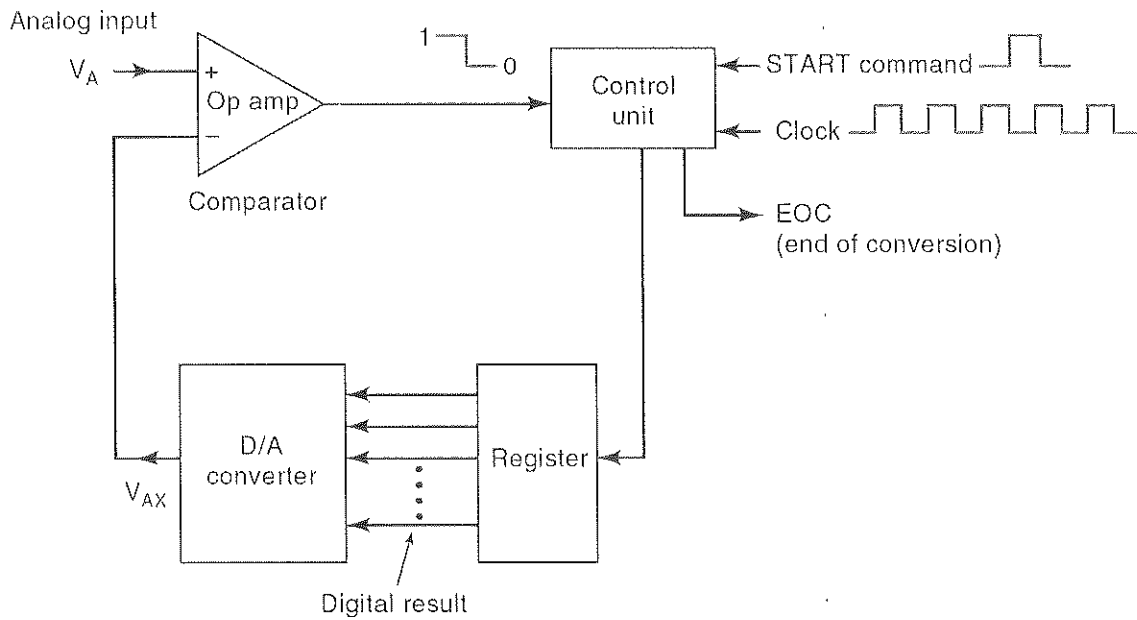 Analog input
V_A
+
Op amp
−
Comparator
1
0
Control
unit
START command
Clock
EOC
(end of conversion)
D/A
converter
V_AX
Register
Digital result